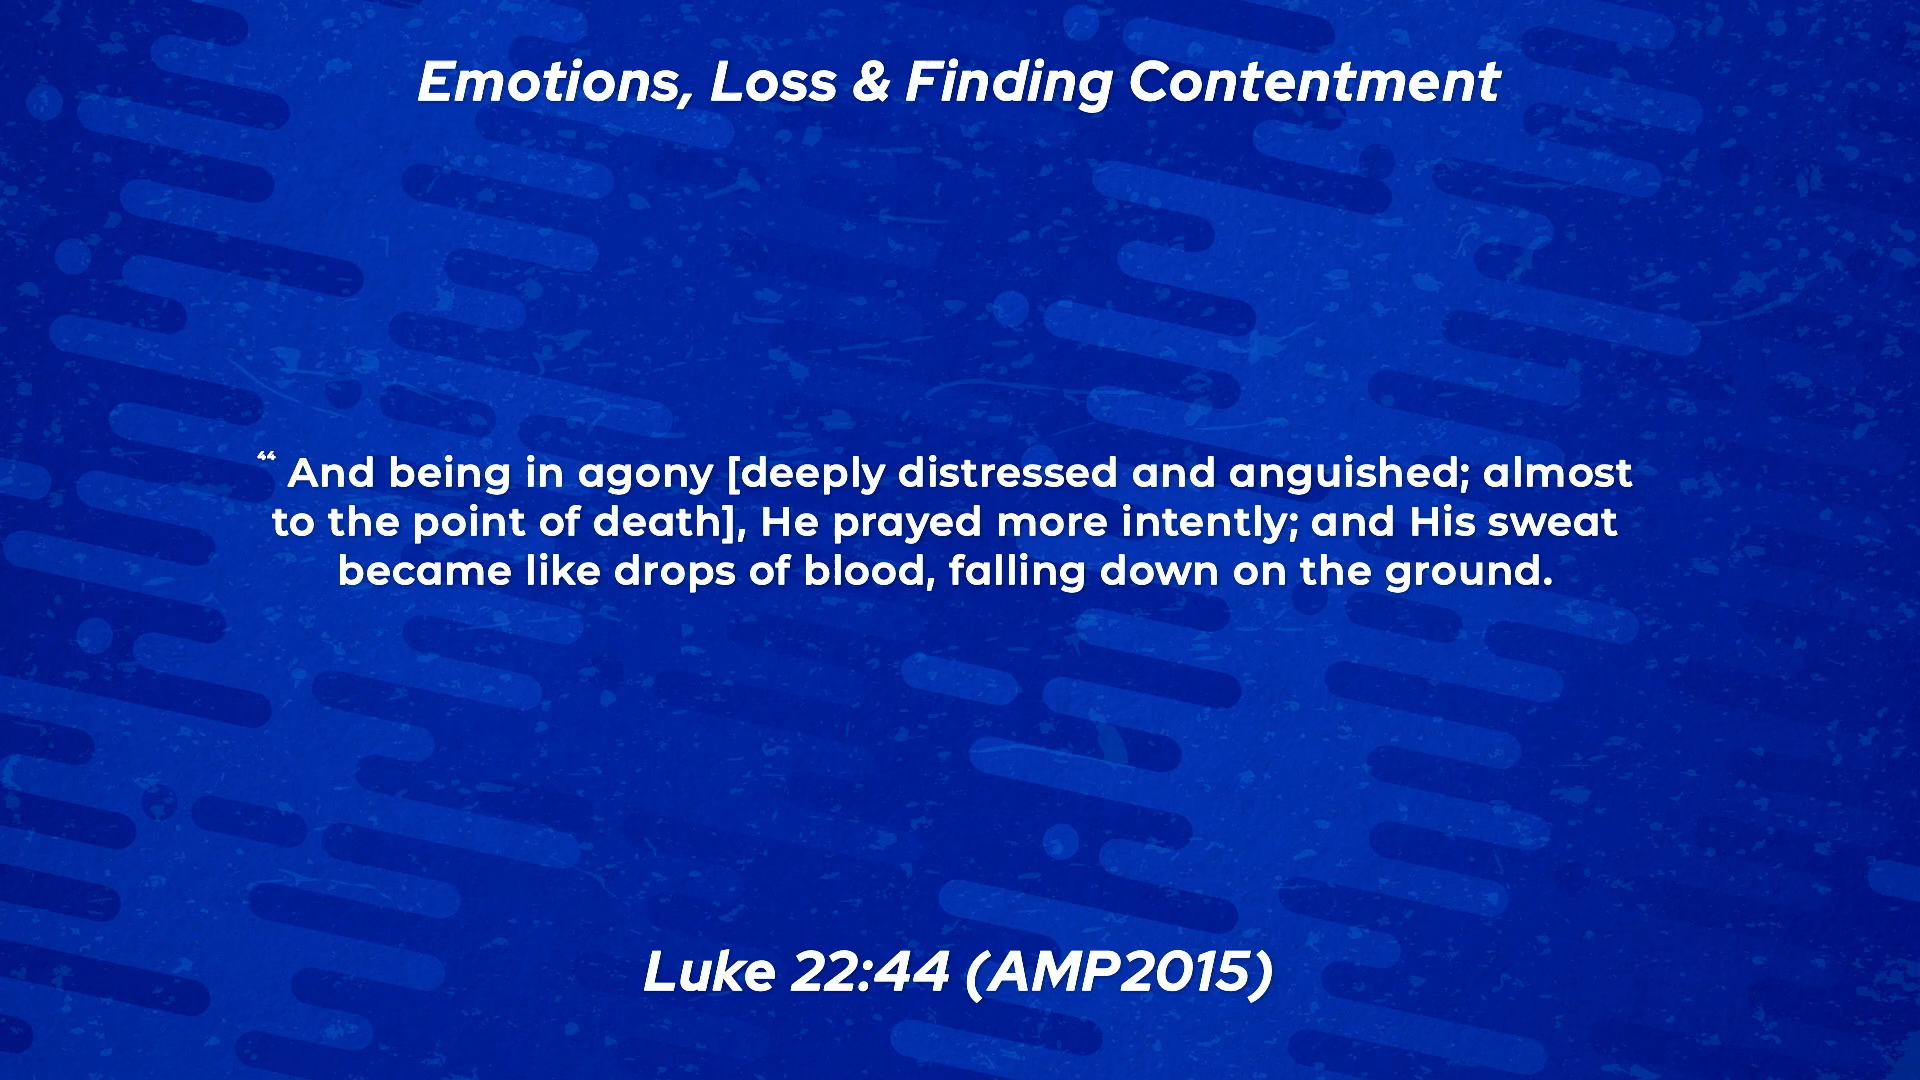 Emotions, Loss & Finding Contentment
44 And being in agony [deeply distressed and anguished; almost
to the point of death], He prayed more intently; and His sweat
became like drops of blood, falling down on the ground.
Luke 22:44 (AMP2015)